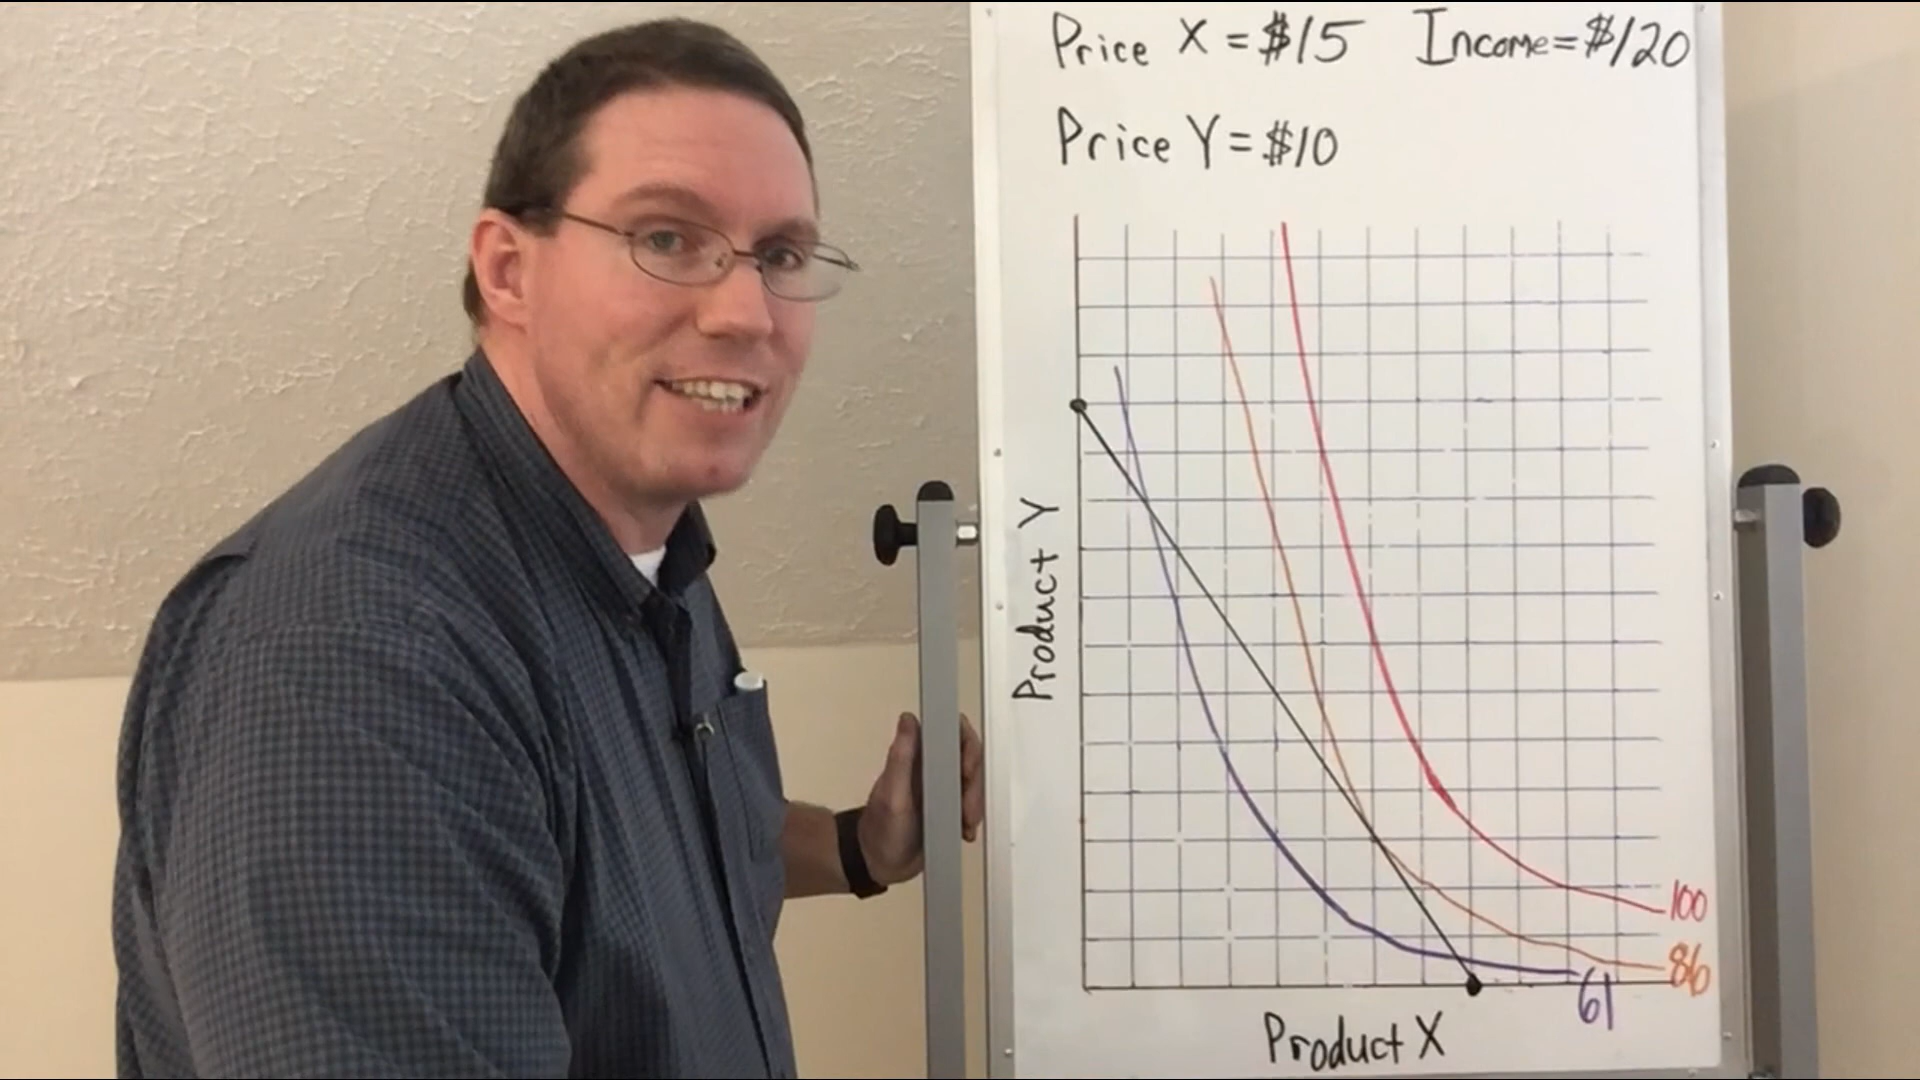 Price X = $15 Income = $120
Price Y = $10
Product Y
100
86
61
Product X